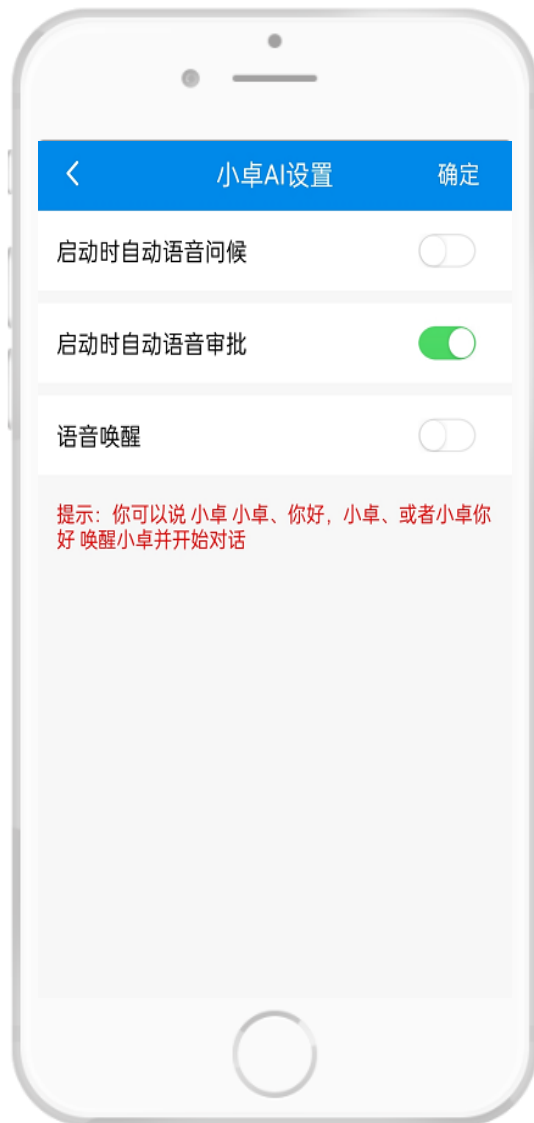 小卓AI设置
确定
启动时自动语音问候
启动时自动语音审批
语音唤醒
提示：你可以说 小卓 小卓、你好，小卓、或者小卓你
好 唤醒小卓并开始对话